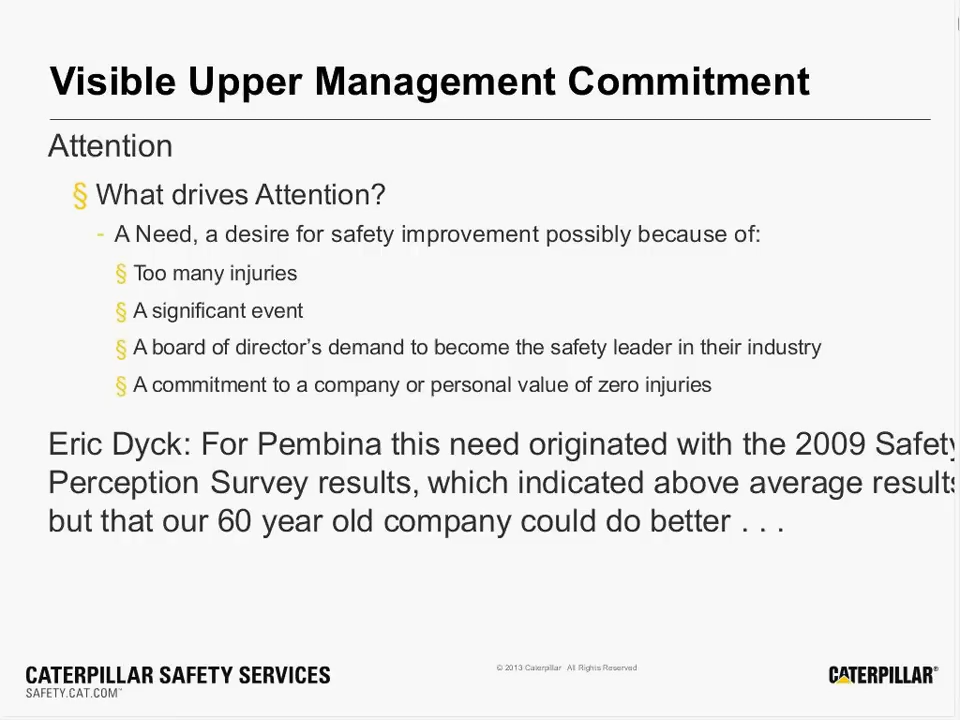 Visible Upper Management Commitment
Attention
§ What drives Attention?
- A Need, a desire for safety improvement possibly because of:
§ Too many injuries
§ A significant event
§ A board of director’s demand to become the safety leader in their industry
§ A commitment to a company or personal value of zero injuries
Eric Dyck: For Pembina this need originated with the 2009 Safety
Perception Survey results, which indicated above average results
but that our 60 year old company could do better . . .
CATERPILLAR SAFETY SERVICES
SAFETY.CAT.COM™
© 2013 Caterpillar All Rights Reserved
CATERPILLAR®